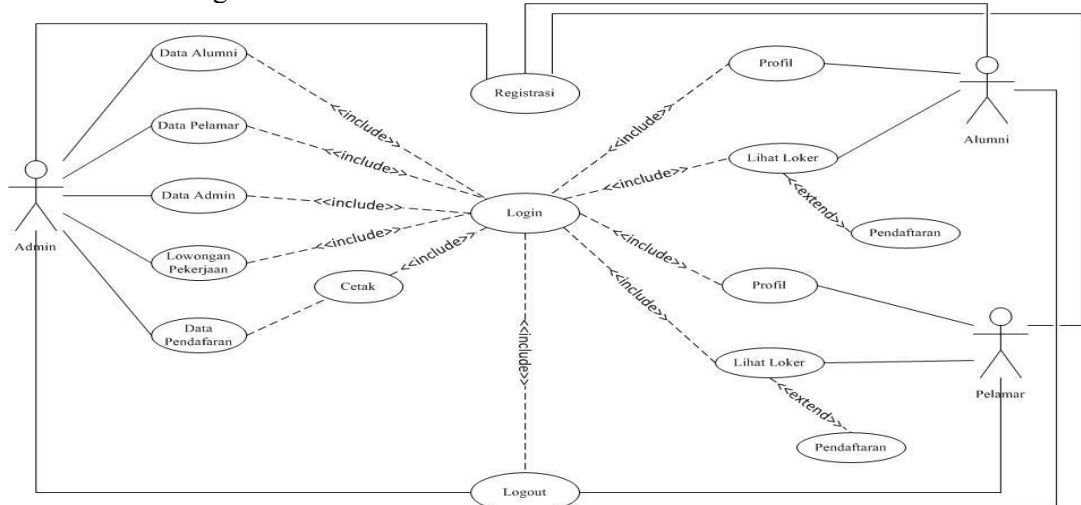 Data Alumni
<<include>>
Data Pelamar
<<include>>
Data Admin
<<include>>
Admin
Lowongan
Pekerjaan
<<include>>
Cetak
<<include>>
Data
Pendafaran
Registrasi
Login
<<include>>
Logout
Profil
<<include>>
Alumni
Lihat Loker
<<include>>
<<extend>>
Pendaftaran
Profil
<<include>>
Lihat Loker
<<include>>
Pelamar
<<extend>>
Pendaftaran